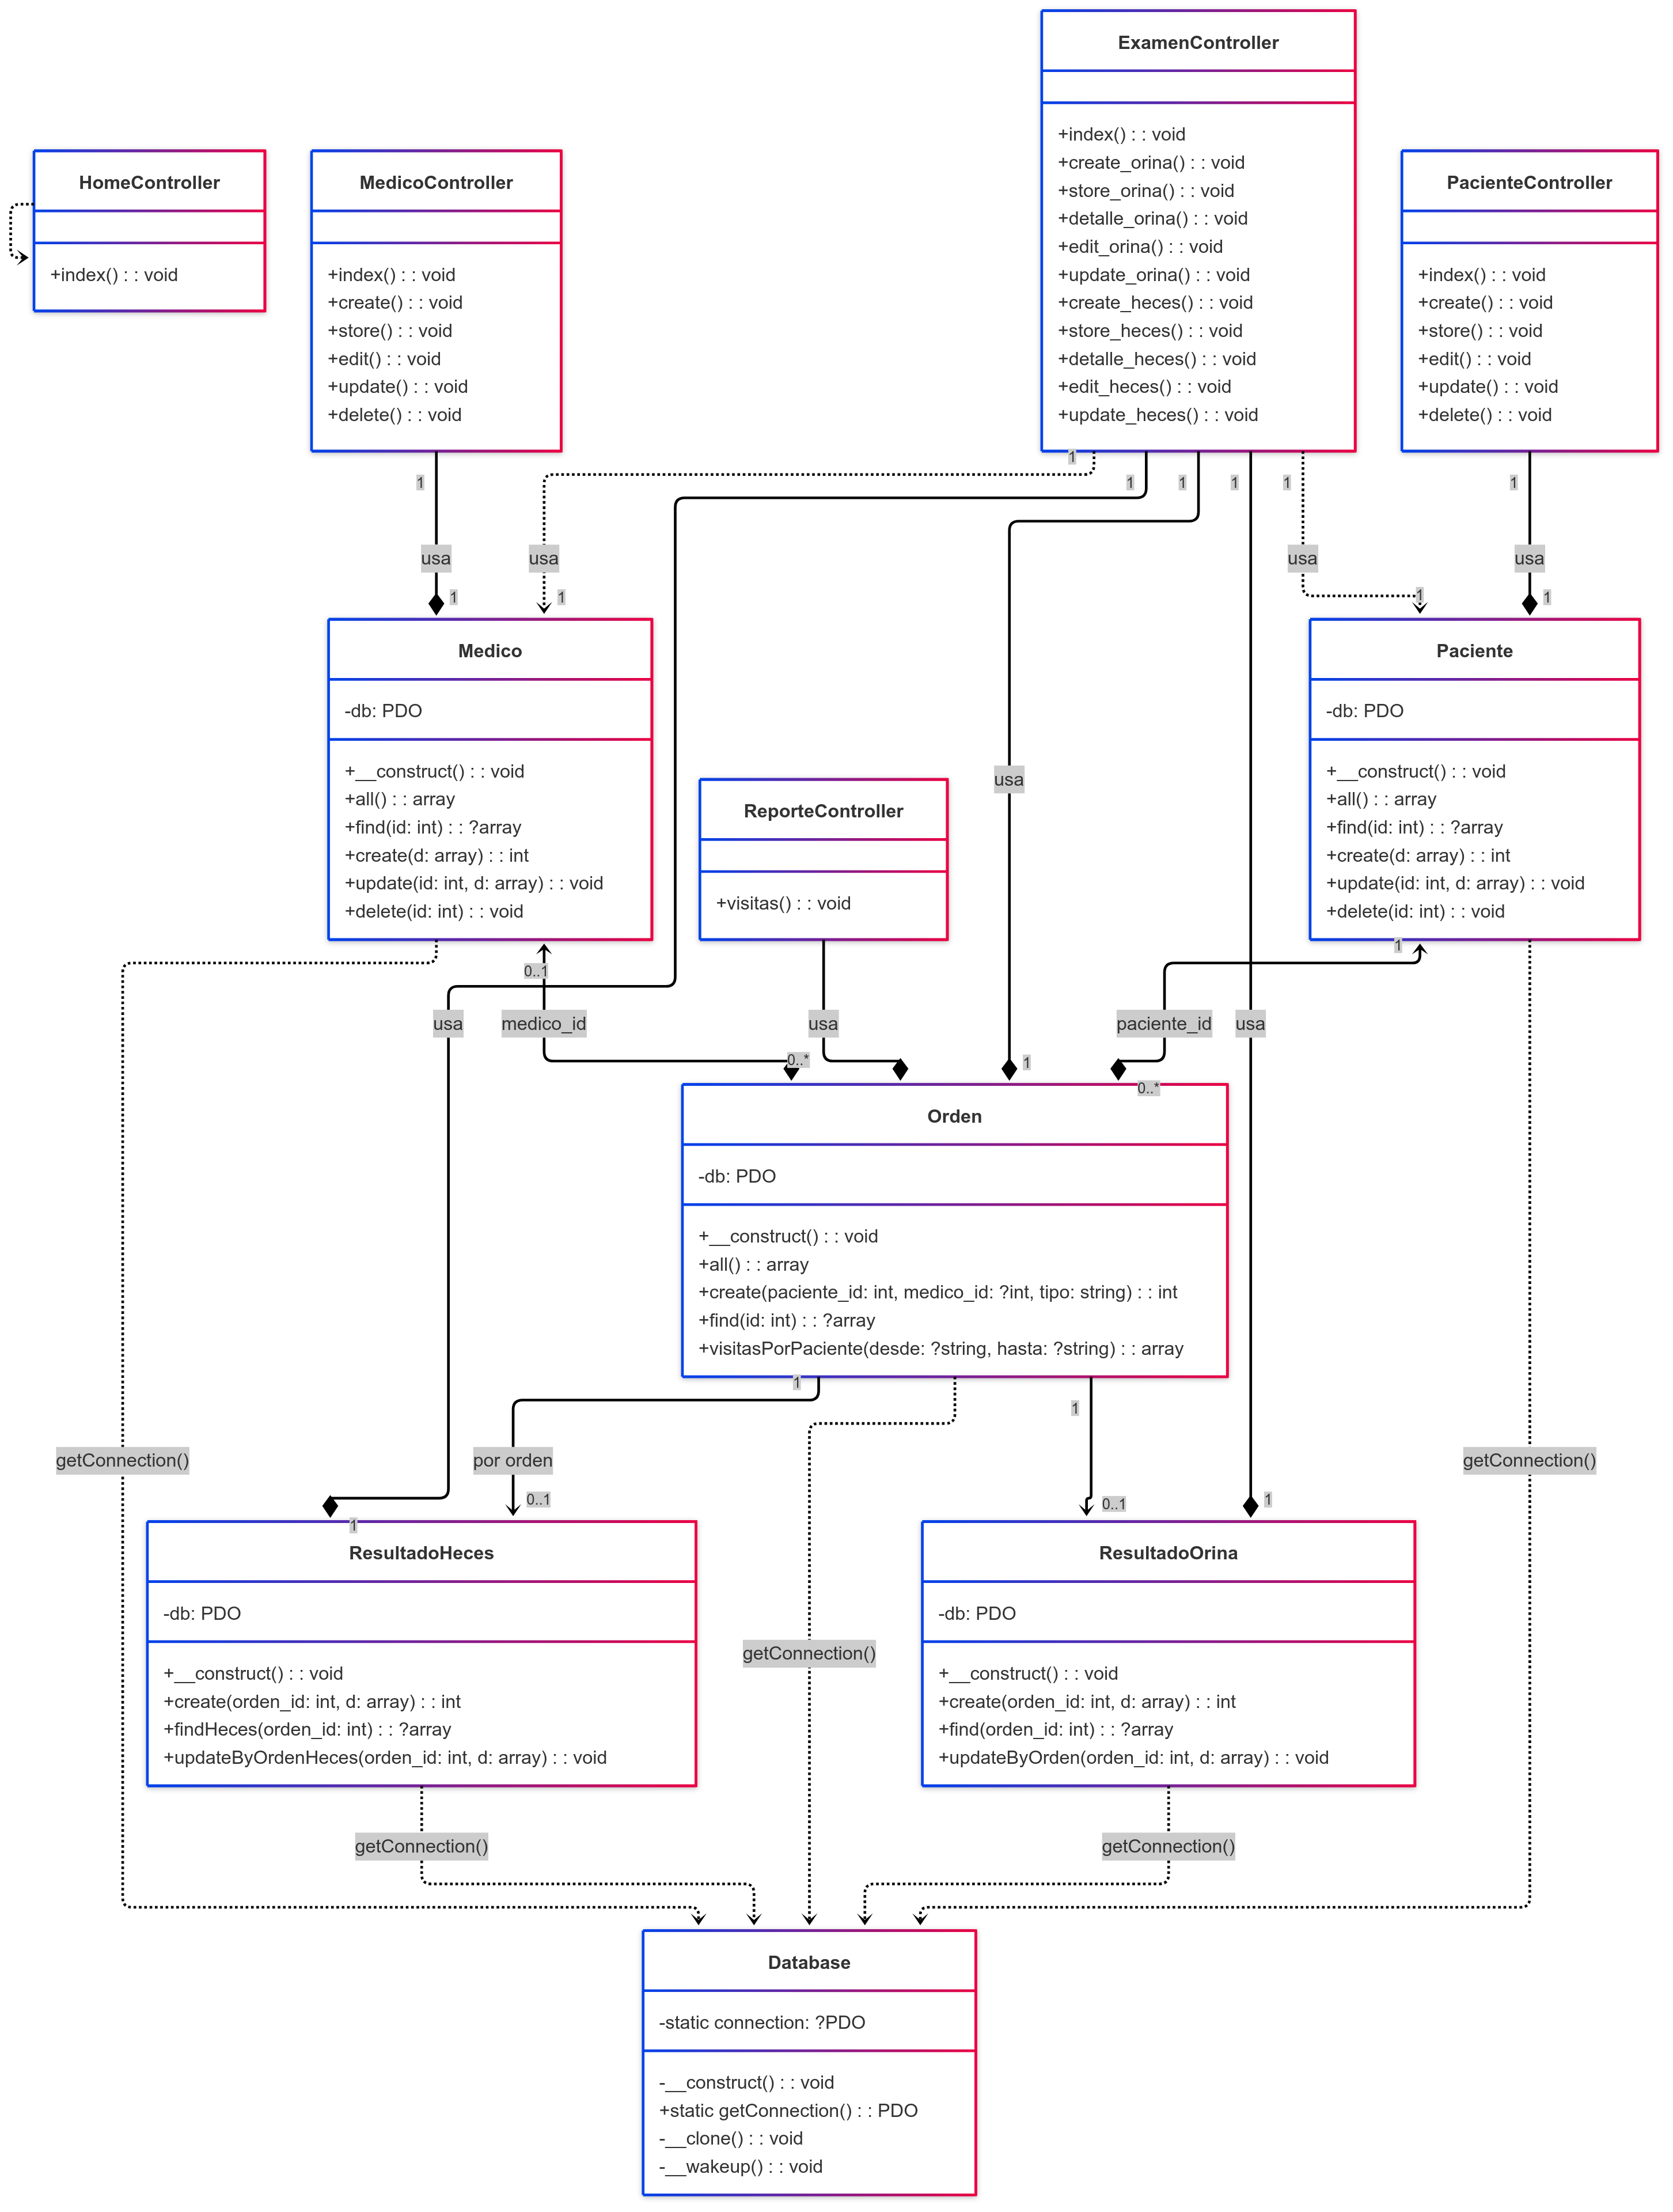 ExamenController
+index() : : void
+create_orina() : : void
+store_orina() : : void
+detalle_orina() : : void
+edit_orina() : : void
+update_orina() : : void
+create_heces() : : void
+store_heces() : : void
+detalle_heces() : : void
+edit_heces() : : void
+update_heces() : : void
HomeController
+index() : : void
MedicoController
+index() : : void
+create() : : void
+store() : : void
+edit() : : void
+update() : : void
+delete() : : void
PacienteController
+index() : : void
+create() : : void
+store() : : void
+edit() : : void
+update() : : void
+delete() : : void
1
1
1
1
1
1
1
usa
usa
usa
usa
1
1
1
1
Medico
-db: PDO
+__construct() : : void
+all() : : array
+find(id: int) : : ?array
+create(d: array) : : int
+update(id: int, d: array) : : void
+delete(id: int) : : void
ReporteController
+visitas() : : void
usa
Paciente
-db: PDO
+__construct() : : void
+all() : : array
+find(id: int) : : ?array
+create(d: array) : : int
+update(id: int, d: array) : : void
+delete(id: int) : : void
1
0..1
usa
medico_id
usa
paciente_id
usa
0..*
1
0..*
Orden
-db: PDO
+__construct() : : void
+all() : : array
+create(paciente_id: int, medico_id: ?int, tipo: string) : : int
+find(id: int) : : ?array
+visitasPorPaciente(desde: ?string, hasta: ?string) : : array
1
1
getConnection()
por orden
getConnection()
0..1
0..1
1
1
ResultadoHeces
-db: PDO
+__construct() : : void
+create(orden_id: int, d: array) : : int
+findHeces(orden_id: int) : : ?array
+updateByOrdenHeces(orden_id: int, d: array) : : void
getConnection()
ResultadoOrina
-db: PDO
+__construct() : : void
+create(orden_id: int, d: array) : : int
+find(orden_id: int) : : ?array
+updateByOrden(orden_id: int, d: array) : : void
getConnection()
getConnection()
Database
-static connection: ?PDO
-__construct() : : void
+static getConnection() : : PDO
-__clone() : : void
-__wakeup() : : void